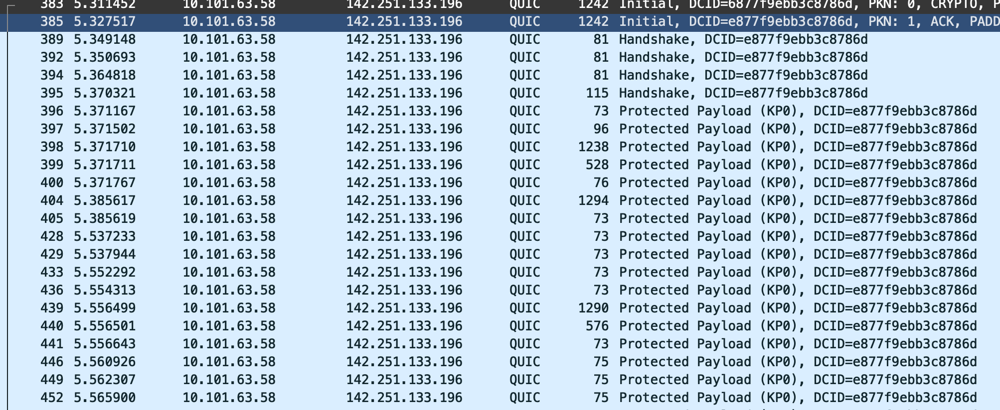 383 5.311452 10.101.63.58 142.251.133.196 QUIC 1242 Initial, DCID=6877f9ebb3c8786d, PKN: 0, CRYPTO, P
385 5.327517 10.101.63.58 142.251.133.196 QUIC 1242 Initial, DCID=e877f9ebb3c8786d, PKN: 1, ACK, PADD
389 5.349148 10.101.63.58 142.251.133.196 QUIC 81 Handshake, DCID=e877f9ebb3c8786d
392 5.350693 10.101.63.58 142.251.133.196 QUIC 81 Handshake, DCID=e877f9ebb3c8786d
394 5.364818 10.101.63.58 142.251.133.196 QUIC 81 Handshake, DCID=e877f9ebb3c8786d
395 5.370321 10.101.63.58 142.251.133.196 QUIC 115 Handshake, DCID=e877f9ebb3c8786d
396 5.371167 10.101.63.58 142.251.133.196 QUIC 73 Protected Payload (KP0), DCID=e877f9ebb3c8786d
397 5.371502 10.101.63.58 142.251.133.196 QUIC 96 Protected Payload (KP0), DCID=e877f9ebb3c8786d
398 5.371710 10.101.63.58 142.251.133.196 QUIC 1238 Protected Payload (KP0), DCID=e877f9ebb3c8786d
399 5.371711 10.101.63.58 142.251.133.196 QUIC 528 Protected Payload (KP0), DCID=e877f9ebb3c8786d
400 5.371767 10.101.63.58 142.251.133.196 QUIC 76 Protected Payload (KP0), DCID=e877f9ebb3c8786d
404 5.385617 10.101.63.58 142.251.133.196 QUIC 1294 Protected Payload (KP0), DCID=e877f9ebb3c8786d
405 5.385619 10.101.63.58 142.251.133.196 QUIC 73 Protected Payload (KP0), DCID=e877f9ebb3c8786d
428 5.537233 10.101.63.58 142.251.133.196 QUIC 73 Protected Payload (KP0), DCID=e877f9ebb3c8786d
429 5.537944 10.101.63.58 142.251.133.196 QUIC 73 Protected Payload (KP0), DCID=e877f9ebb3c8786d
433 5.552292 10.101.63.58 142.251.133.196 QUIC 73 Protected Payload (KP0), DCID=e877f9ebb3c8786d
436 5.554313 10.101.63.58 142.251.133.196 QUIC 73 Protected Payload (KP0), DCID=e877f9ebb3c8786d
439 5.556499 10.101.63.58 142.251.133.196 QUIC 1290 Protected Payload (KP0), DCID=e877f9ebb3c8786d
440 5.556501 10.101.63.58 142.251.133.196 QUIC 576 Protected Payload (KP0), DCID=e877f9ebb3c8786d
441 5.556643 10.101.63.58 142.251.133.196 QUIC 73 Protected Payload (KP0), DCID=e877f9ebb3c8786d
446 5.560926 10.101.63.58 142.251.133.196 QUIC 75 Protected Payload (KP0), DCID=e877f9ebb3c8786d
449 5.562307 10.101.63.58 142.251.133.196 QUIC 75 Protected Payload (KP0), DCID=e877f9ebb3c8786d
452 5.565900 10.101.63.58 142.251.133.196 QUIC 75 Protected Payload (KP0), DCID=e877f9ebb3c8786d